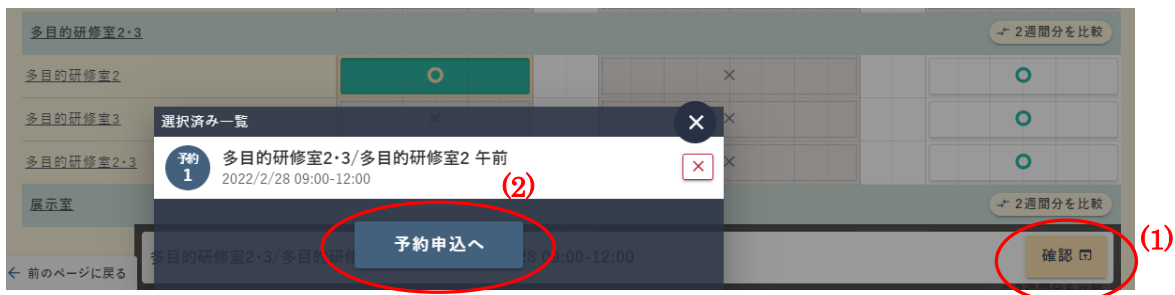 多目的研修室2・3
2週間分を比較
多目的研修室2
×
多目的研修室3
×
×
選択済み一覧
×
予約
1
多目的研修室2・3/多目的研修室2 午前
2022/2/28 09:00-12:00
×
(2)
多目的研修室2・3
×
展示室
2週間分を比較
予約申込へ
多目的研修室2・3/多目的研
28 09:00-12:00
確認
(1)
← 前のページに戻る